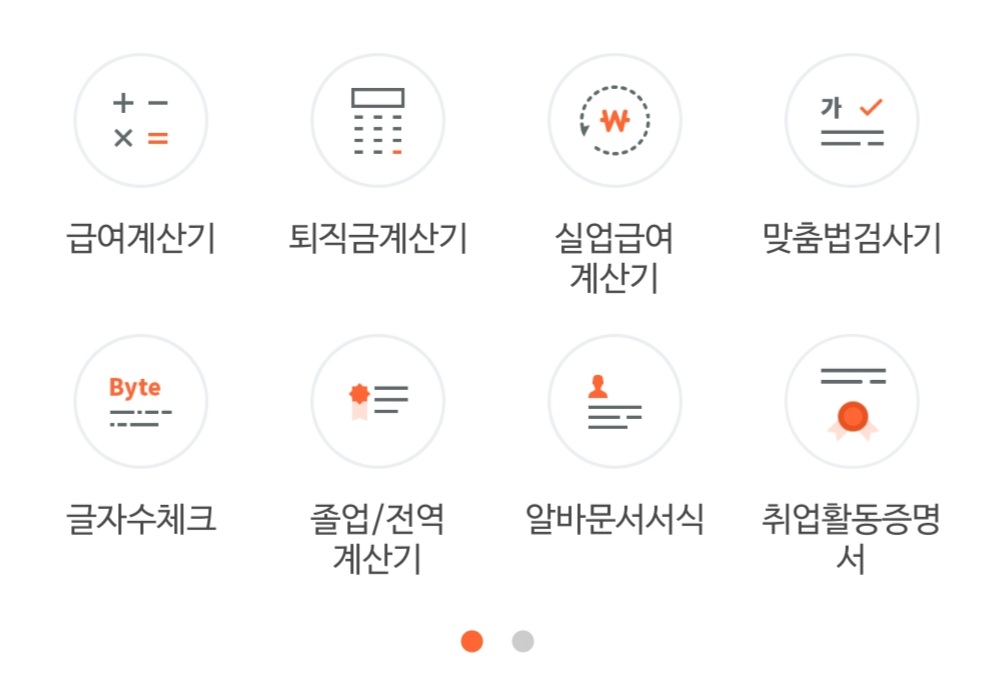 + −
× =
₩
가
급여계산기
퇴직금계산기
실업급여
계산기
맞춤법검사기
Byte
글자수체크
졸업/전역
계산기
알바문서서식
취업활동증명
서